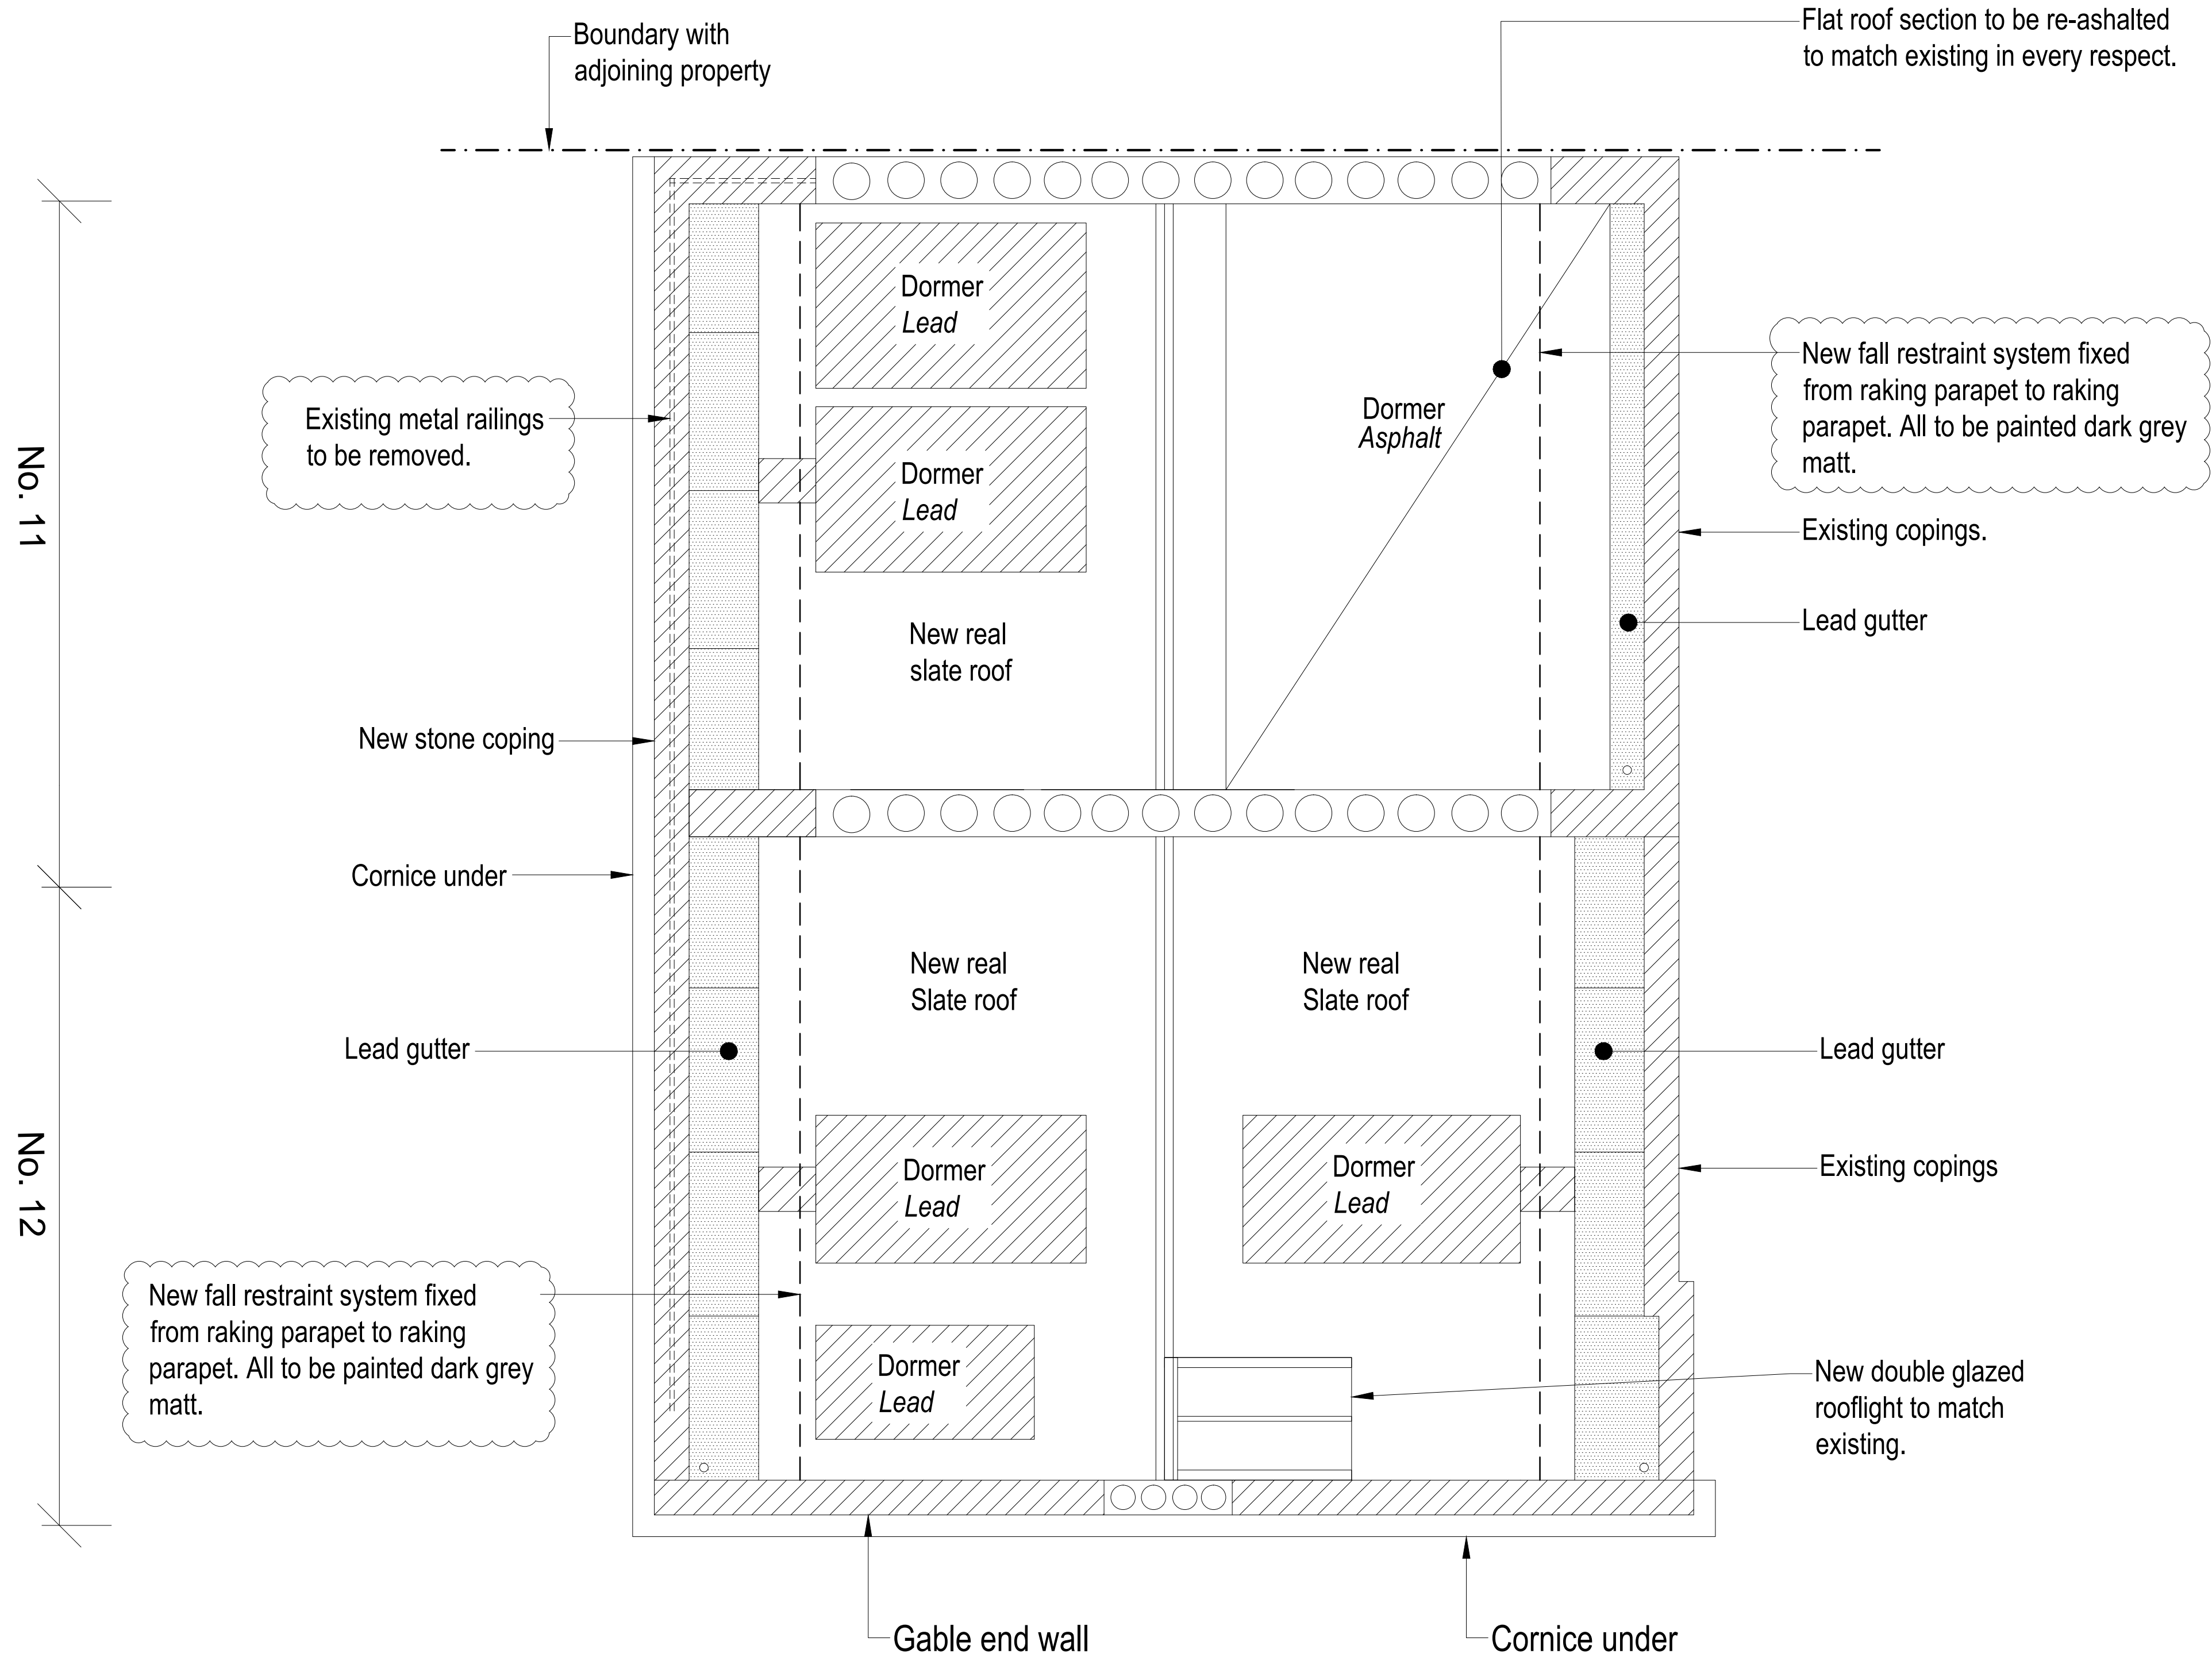 Boundary with
adjoining property
Flat roof section to be re-ashalted
to match existing in every respect.
Dormer
Lead
New fall restraint system fixed
from raking parapet to raking
parapet. All to be painted dark grey
matt.
Existing metal railings
to be removed.
Dormer
Asphalt
Dormer
Lead
No. 11
Existing copings.
Lead gutter
New real
slate roof
New stone coping
Cornice under
New real
Slate roof
New real
Slate roof
Lead gutter
Lead gutter
No. 12
Dormer
Lead
Dormer
Lead
Existing copings
New fall restraint system fixed
from raking parapet to raking
parapet. All to be painted dark grey
matt.
Dormer
Lead
New double glazed
rooflight to match
existing.
Gable end wall
Cornice under